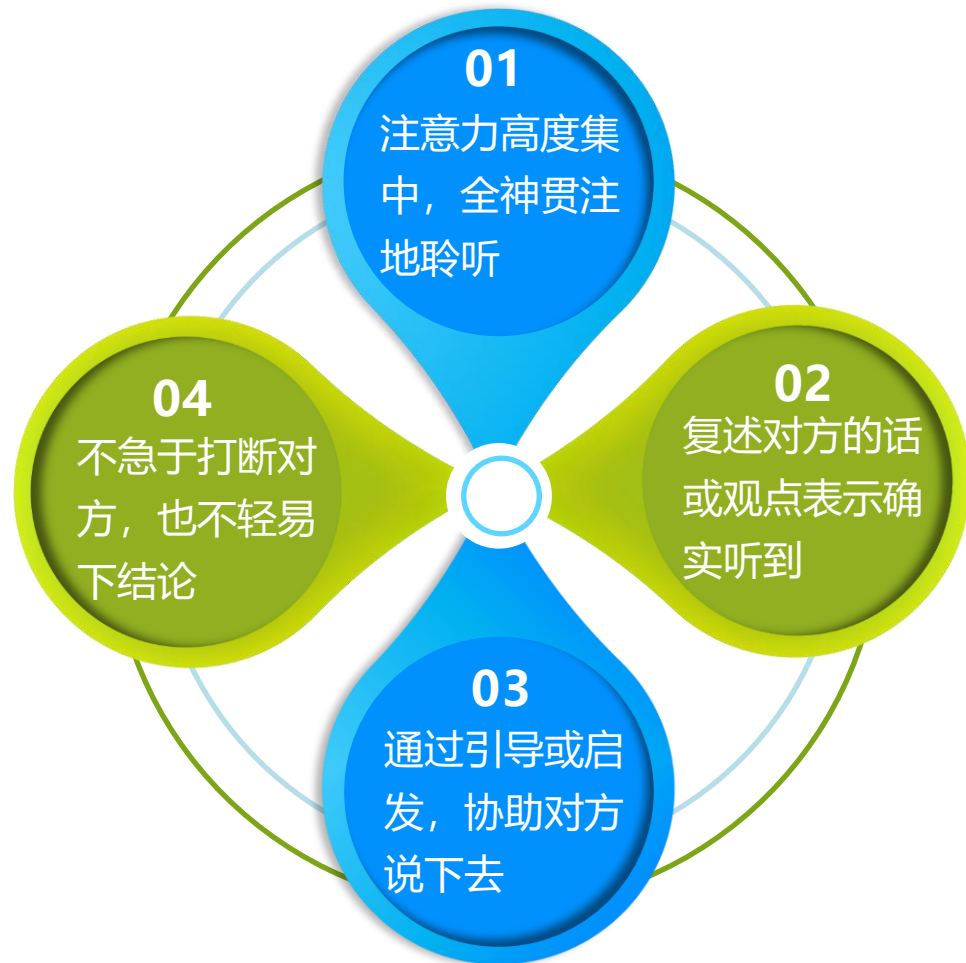 01
注意力高度集
中，全神贯注
地聆听
02
复述对方的话
或观点表示确
实听到
03
通过引导或启
发，协助对方
说下去
04
不急于打断对
方，也不轻易
下结论